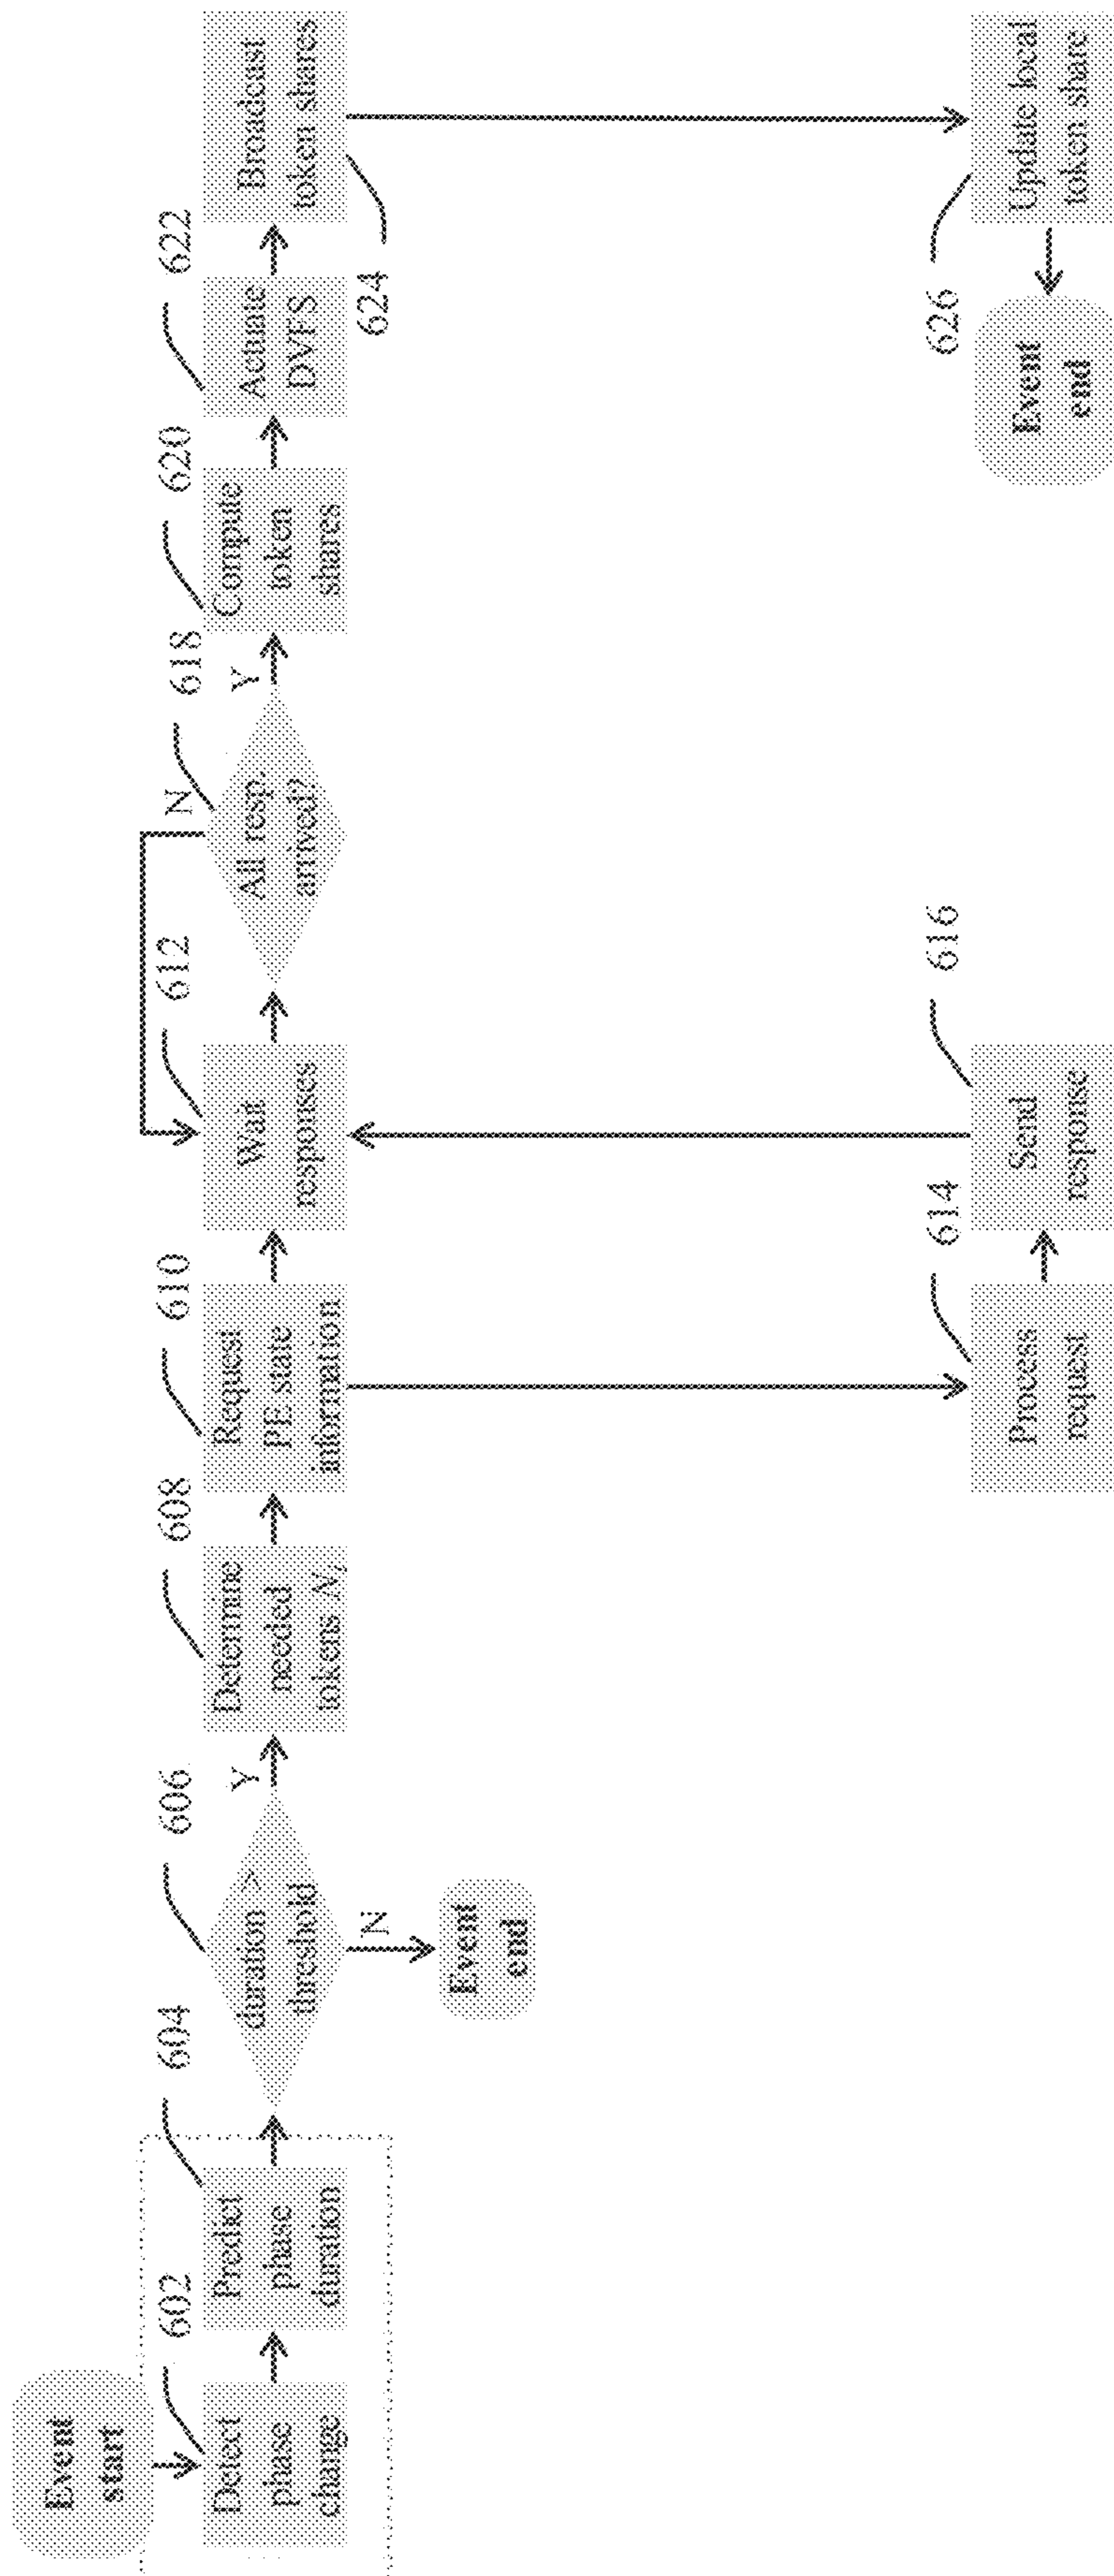 Event
start
602
Detect
phase
change
604
Predict
phase
duration
606
duration >
threshold
Y
N
Event
end
608
Determine
needed
tokens Ni
610
Request
PE state
information
612
Wait
responses
614
Process
request
616
Send
response
N
618
All resp.
arrived?
Y
620
Compute
token
shares
622
Actuate
DVFS
624
Broadcast
token shares
626
Update local
token share
Event
end